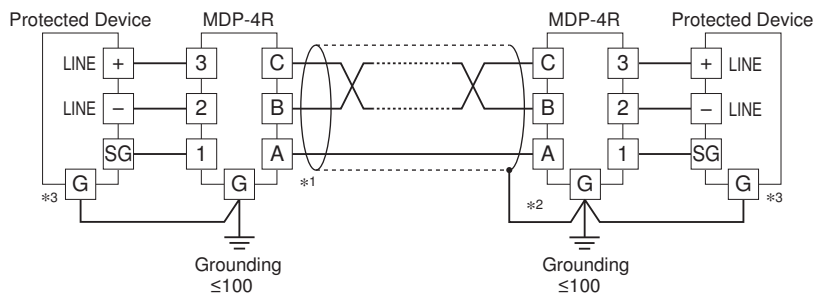 Protected Device MDP-4R MDP-4R Protected Device
LINE + 3 C C 3 + LINE
LINE – 2 B B 2 – LINE
SG 1 A A 1 SG
G G *1 G G
*3 *2 *3
Grounding Grounding
≤100 ≤100